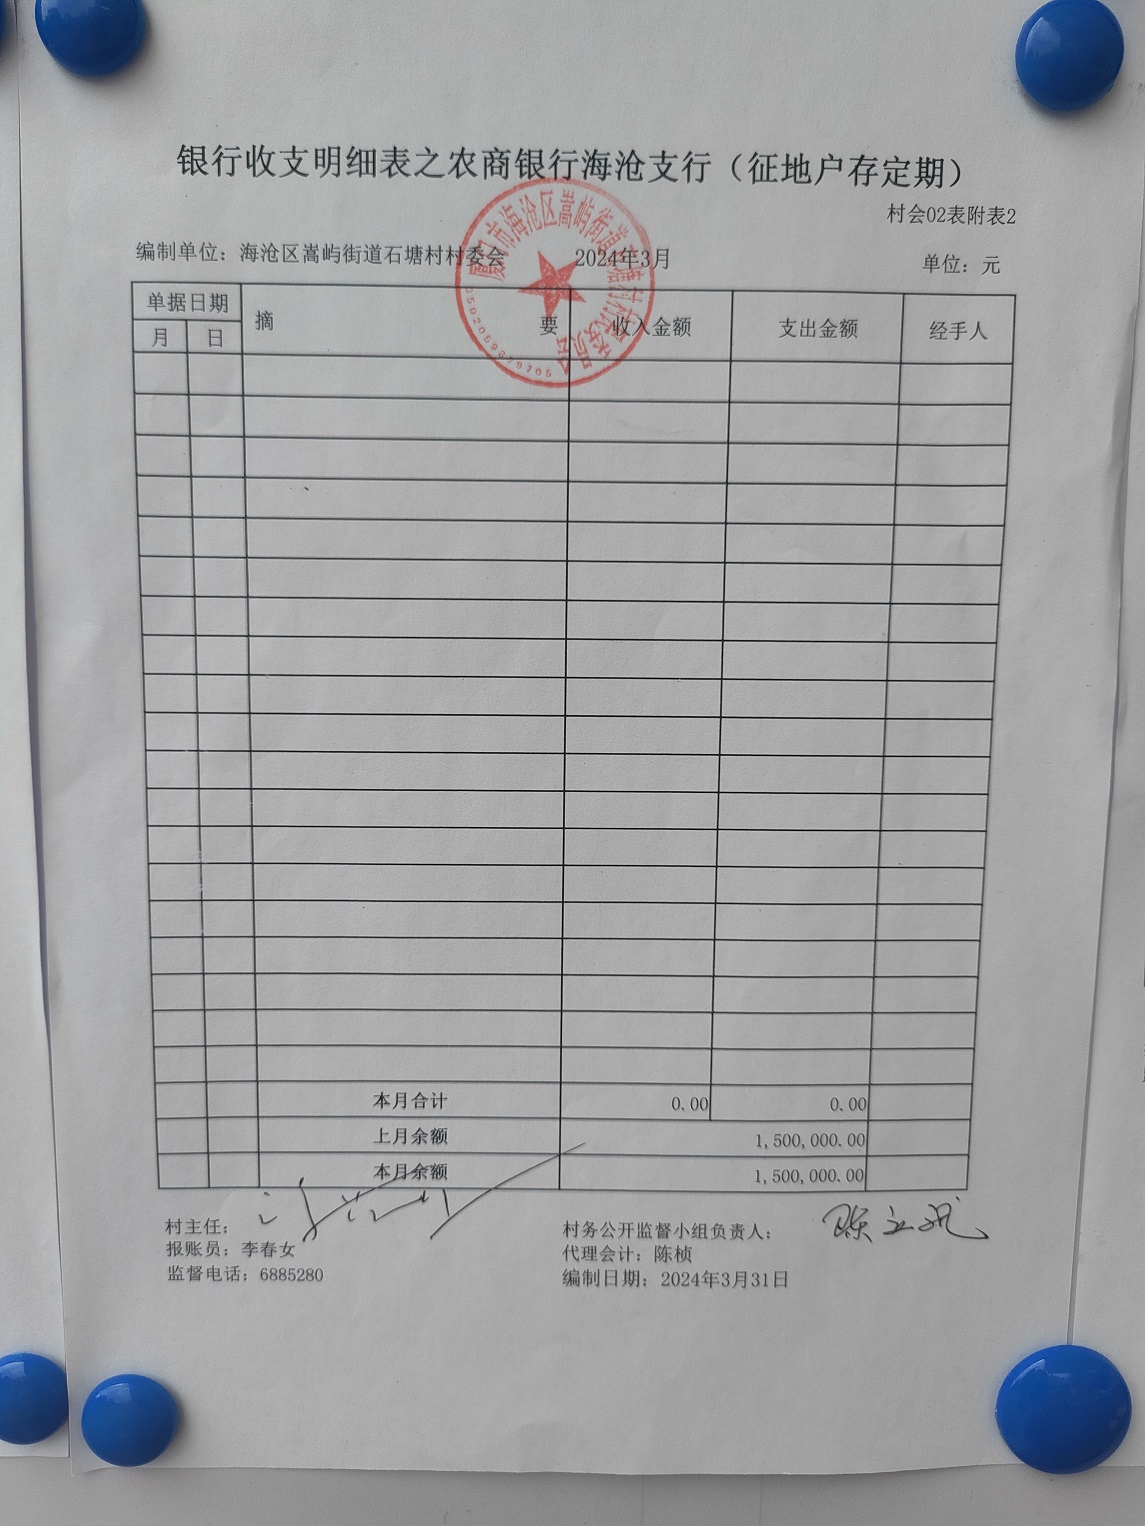 银行收支明细表之农商银行海沧支行（征地户存定期）
村会02表附表2
编制单位：海沧区嵩屿街道石塘村村委会 2024年3月 单位：元
单据日期 摘 要 收入金额 支出金额 经手人
月 日
本月合计 0.00 0.00
上月余额 1,500,000.00
本月余额 1,500,000.00
村主任： 村务公开监督小组负责人：
报账员：李春女 代理会计：陈桢
监督电话：6885280 编制日期：2024年3月31日